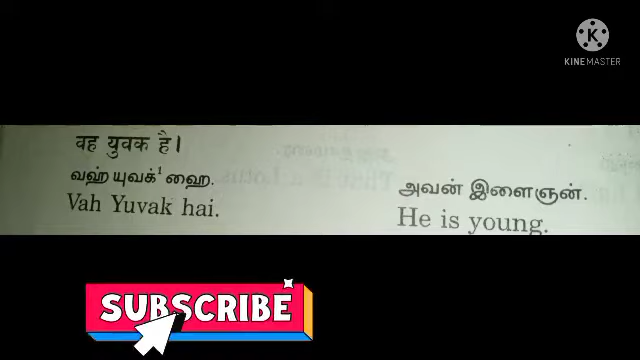 KINEMASTER
वह युवक है।
வஹ் யுவக்¹ ஹை.
Vah Yuvak hai.
அவன் இளைஞன்.
He is young.
SUBSCRIBE